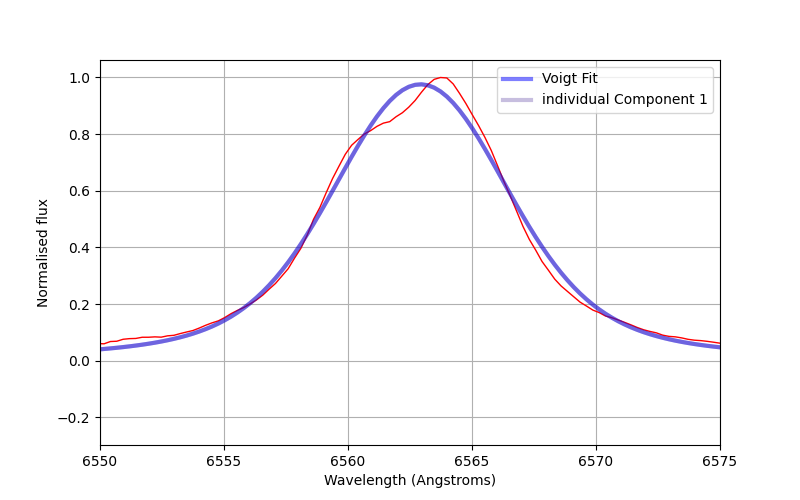 1.0
0.8
0.6
0.4
0.2
0.0
−0.2
Normalised flux
Voigt Fit
individual Component 1
6550 6555 6560 6565 6570 6575
Wavelength (Angstroms)